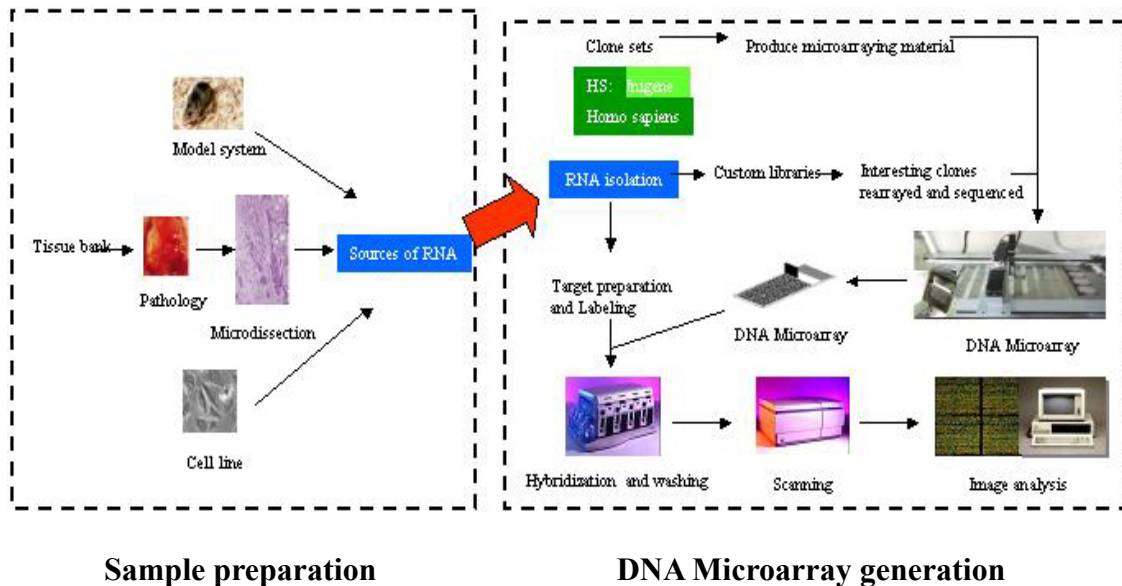 Model system
Tissue bank
Pathology
Microdissection
Sources of RNA
Cell line
Sample preparation
Clone sets
Produce microarraying material
HS: Unigene
Homo sapiens
RNA isolation
Custom libraries
Interesting clones
rearrayed and sequenced
Target preparation
and Labeling
DNA Microarray
DNA Microarray
Hybridization and washing
Scanning
Image analysis
DNA Microarray generation